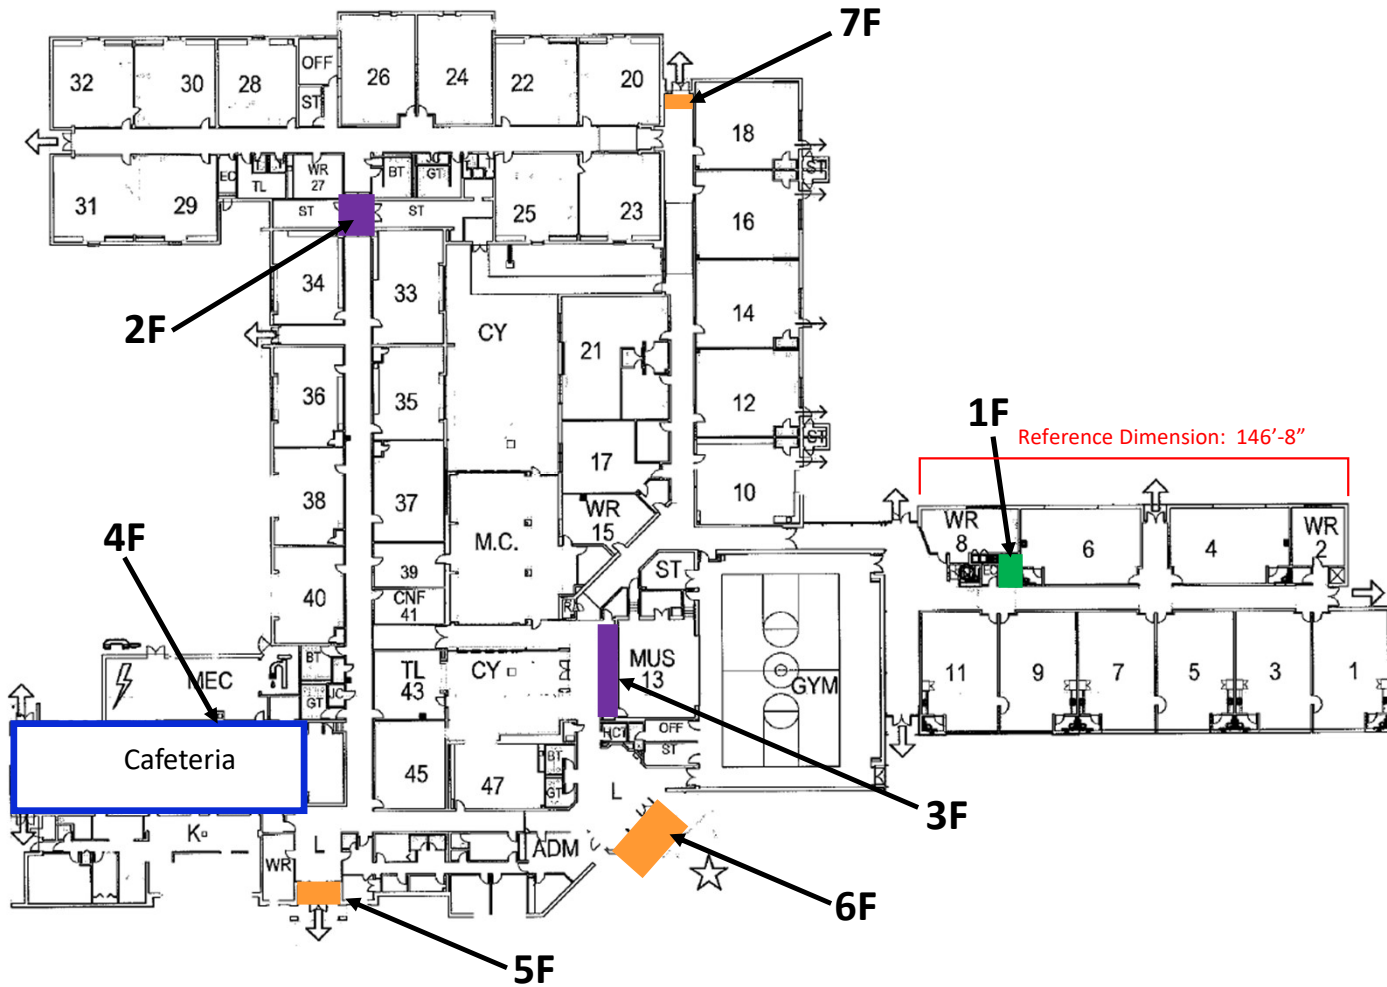 7F
OFF
26
24
22
20
32
30
28
ST
18
EC
TL
WR
27
BT
GT
ST
31
29
ST
ST
25
23
16
34
33
2F
CY
14
21
36
35
12
1F
Reference Dimension: 146'-8"
ST
17
38
37
10
WR
15
WR
8
6
4
WR
2
4F
M.C.
39
ST
40
CNF
41
BT
MEC
TL
43
CY
MUS
13
GYM
11
9
7
5
3
1
GT
JC
HCT
OFF
ST
Cafeteria
45
47
BT
GT
L
3F
K
L
WR
ADM
6F
5F